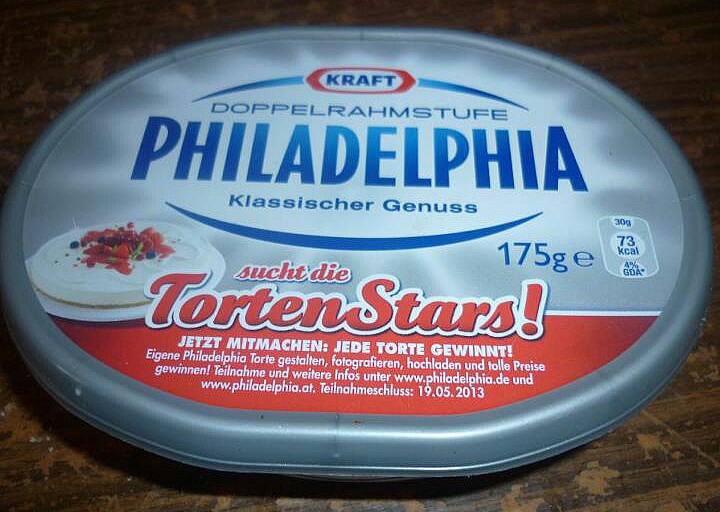 KRAFT
DOPPELRAHMSTUFE
PHILADELPHIA
Klassischer Genuss
175g e
30g
73
kcal
4%
GDA*
sucht die
TortenStars!
JETZT MITMACHEN: JEDE TORTE GEWINNT!
Eigene Philadelphia Torte gestalten, fotografieren, hochladen und tolle Preise
gewinnen! Teilnahme und weitere Infos unter www.philadelphia.de und
www.philadelphia.at. Teilnahmeschluss: 19.05.2013